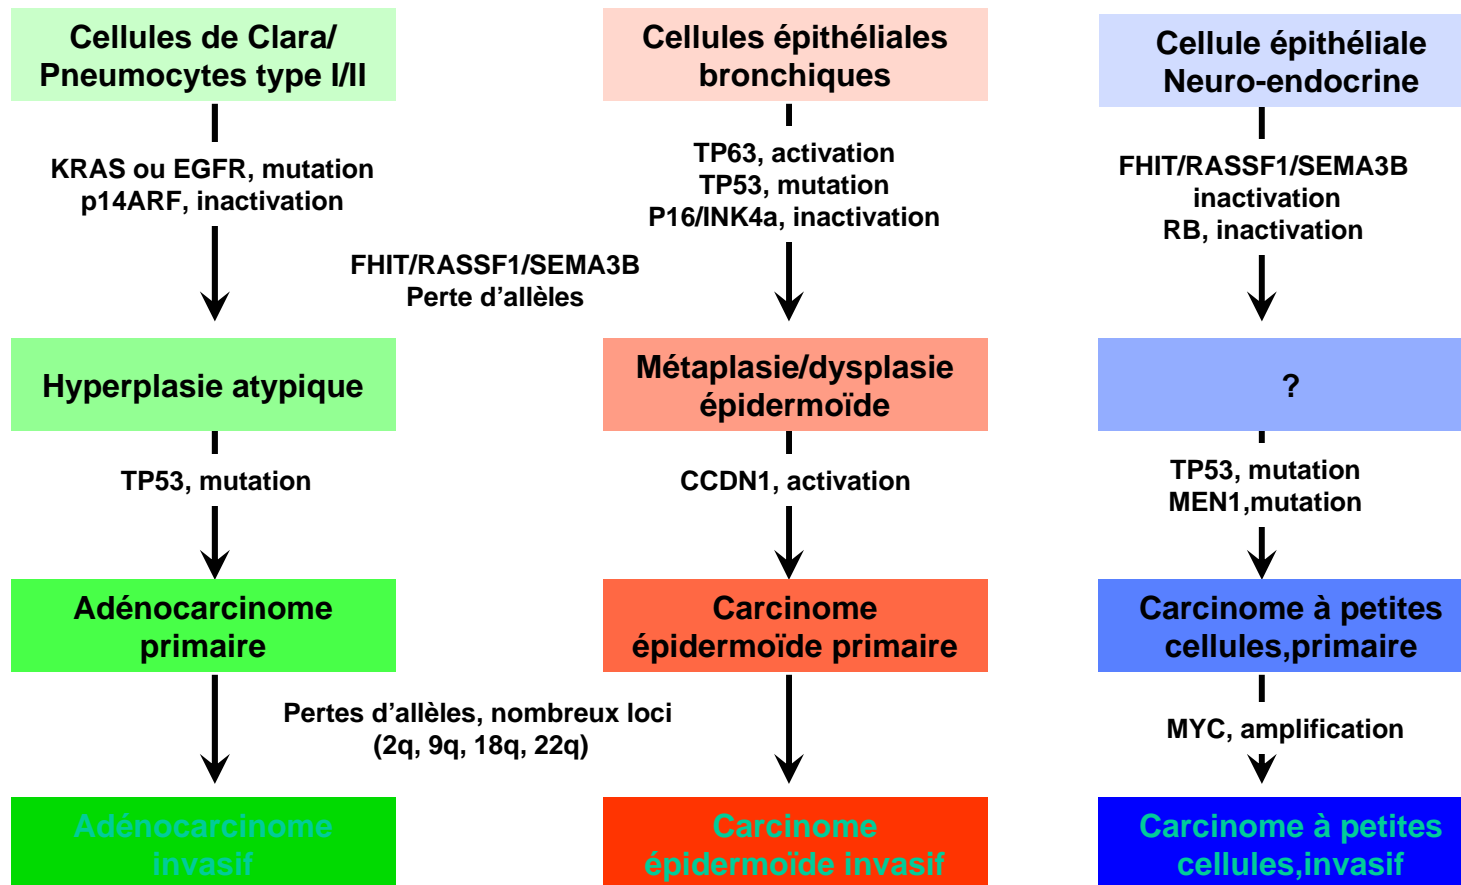 Cellules de Clara/
Pneumocytes type I/II
Cellules épithéliales
bronchiques
Cellule épithéliale
Neuro-endocrine
KRAS ou EGFR, mutation
p14ARF, inactivation
TP63, activation
TP53, mutation
P16/INK4a, inactivation
FHIT/RASSF1/SEMA3B
inactivation
RB, inactivation
FHIT/RASSF1/SEMA3B
Perte d’allèles
Hyperplasie atypique
Métaplasie/dysplasie
épidermoïde
?
TP53, mutation
CCDN1, activation
TP53, mutation
MEN1,mutation
Adénocarcinome
primaire
Carcinome
épidermoïde primaire
Carcinome à petites
cellules,primaire
Pertes d’allèles, nombreux loci
(2q, 9q, 18q, 22q)
MYC, amplification
Adénocarcinome
invasif
Carcinome
épidermoïde invasif
Carcinome à petites
cellules,invasif